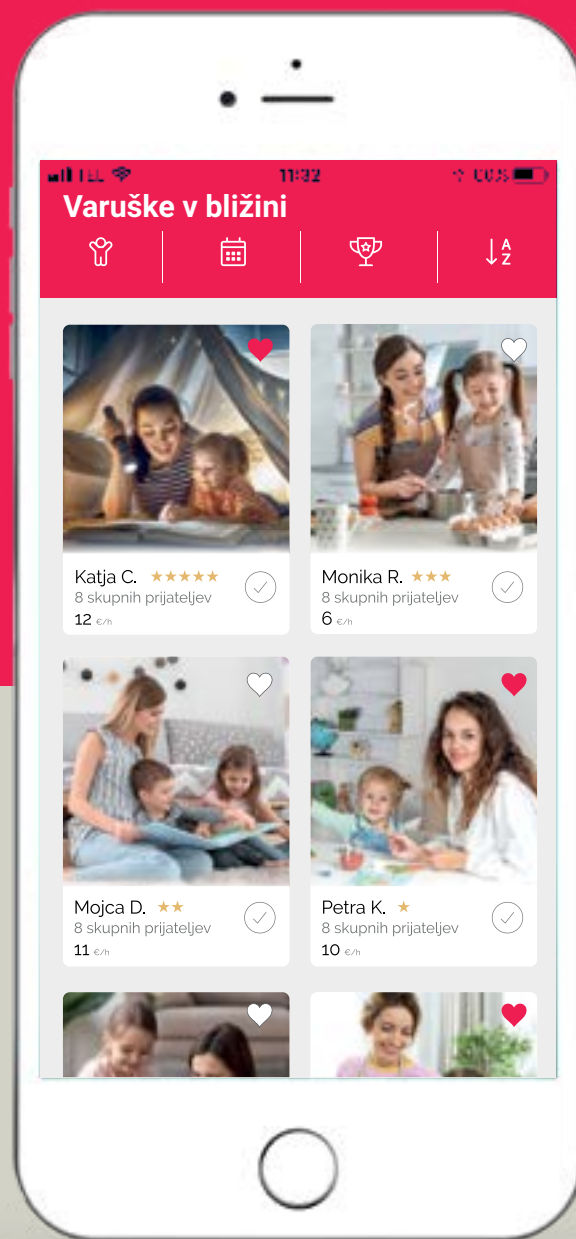 11:32
Varuške v bližini
A
Z
Katja C.
8 skupnih prijateljev
12 €/h
Monika R.
8 skupnih prijateljev
6 €/h
Mojca D.
8 skupnih prijateljev
11 €/h
Petra K.
8 skupnih prijateljev
10 €/h